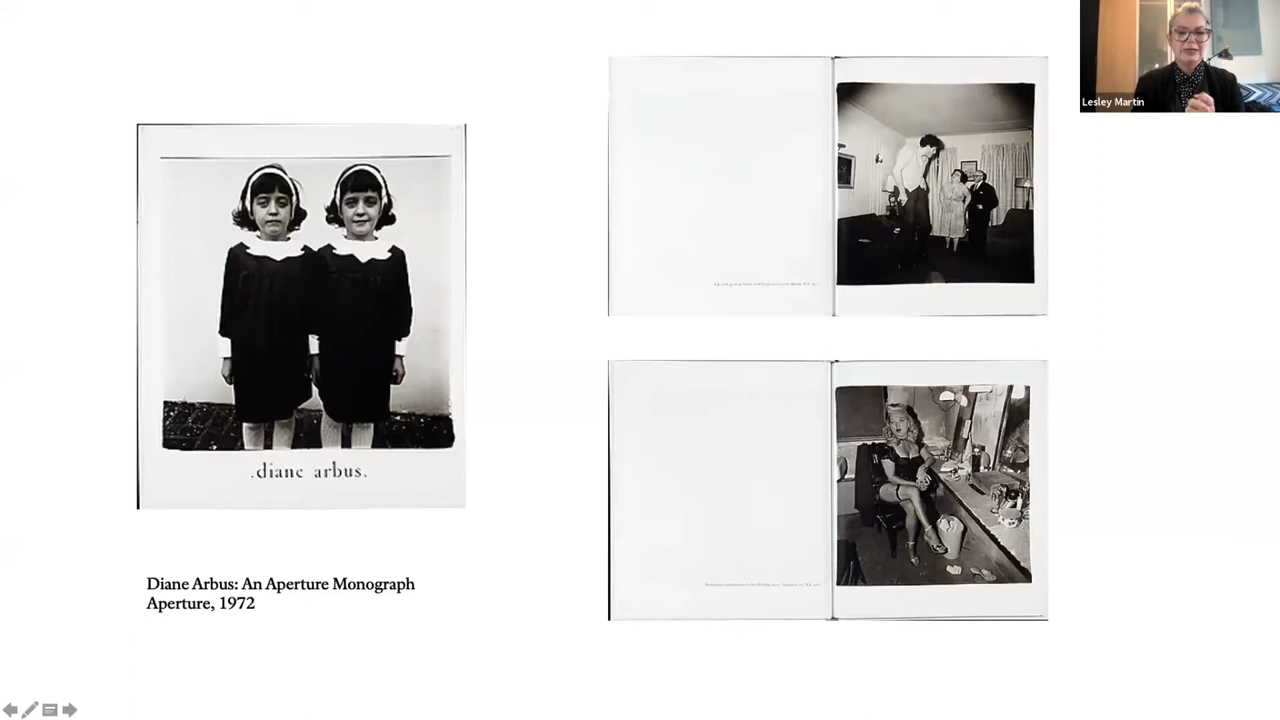 Lesley Martin
.diane arbus.
Diane Arbus: An Aperture Monograph
Aperture, 1972